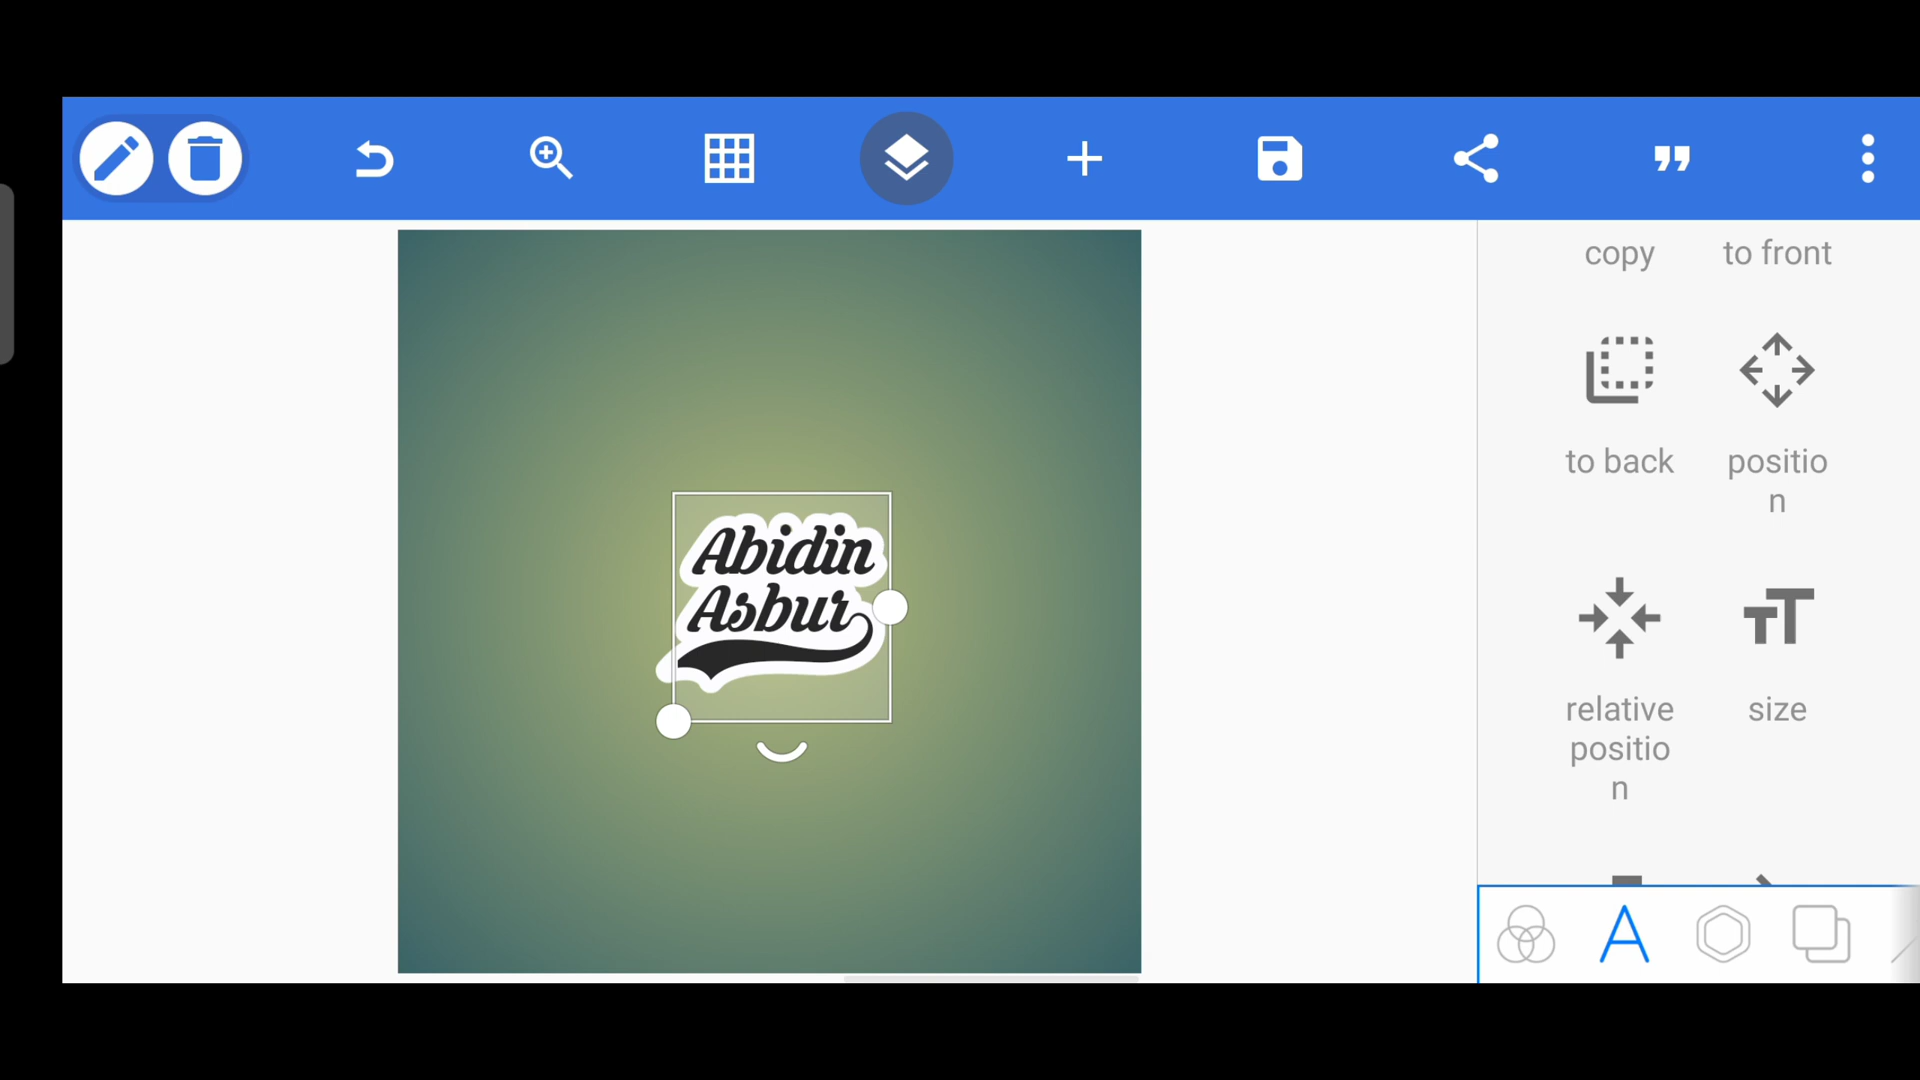 copy
to front
to back
positio
n
relative
positio
n
size
Abidin
Asbur